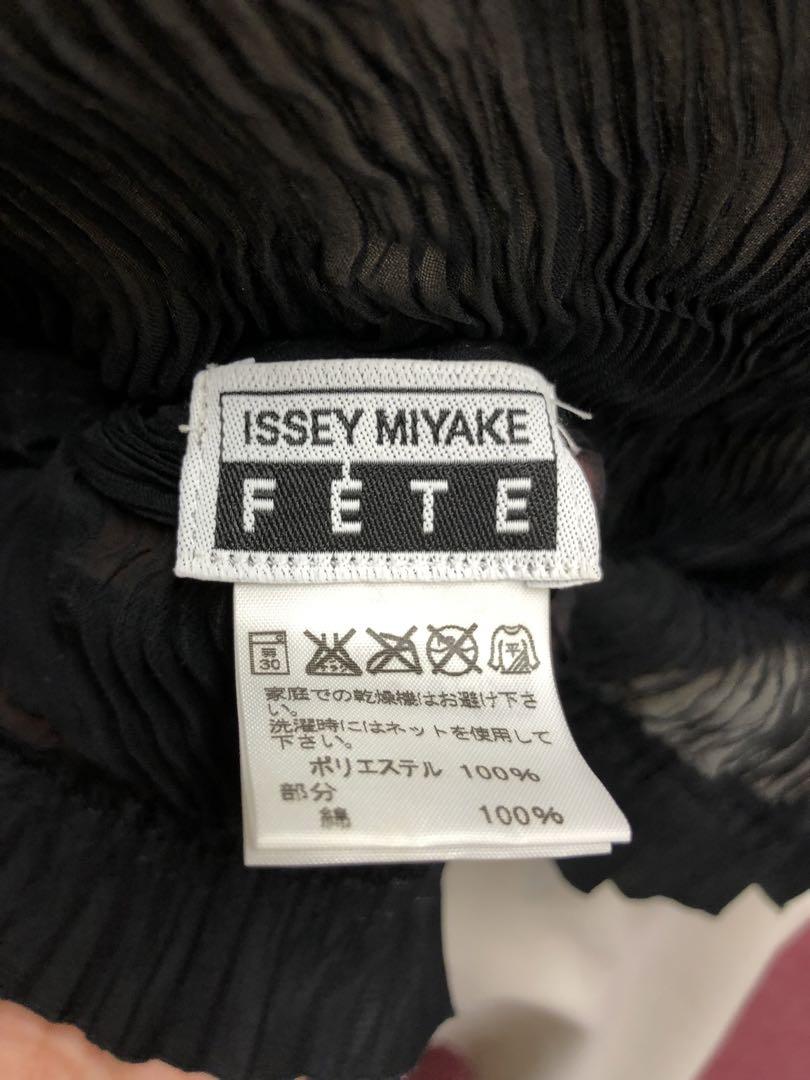 ISSEY MIYAKE
FÊTE
弱
30
平
家庭での乾燥機はお避け下さ
い。
洗濯時にはネットを使用して
下さい。
ポリエステル 100%
部分
綿 100%